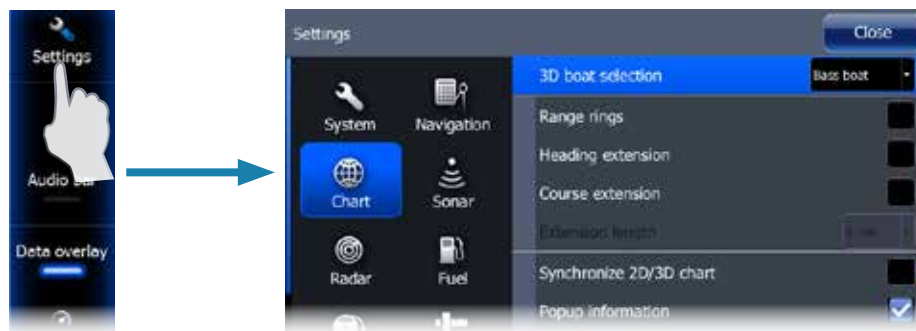 Settings
Audio bar
Data overlay
Settings
Close
System
Navigation
Chart
Sonar
Radar
Fuel
3D boat selection
Bass boat
Range rings
Heading extension
Course extension
Extension length
Synchronize 2D/3D chart
Popup information